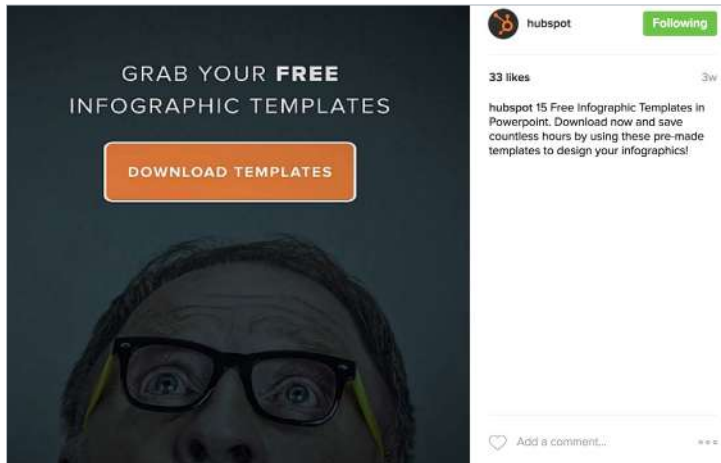 GRAB YOUR FREE
INFOGRAPHIC TEMPLATES
DOWNLOAD TEMPLATES
hubspot
Following
33 likes
3w
hubspot 15 Free Infographic Templates in
Powerpoint. Download now and save
countless hours by using these pre-made
templates to design your infographics!
Add a comment...